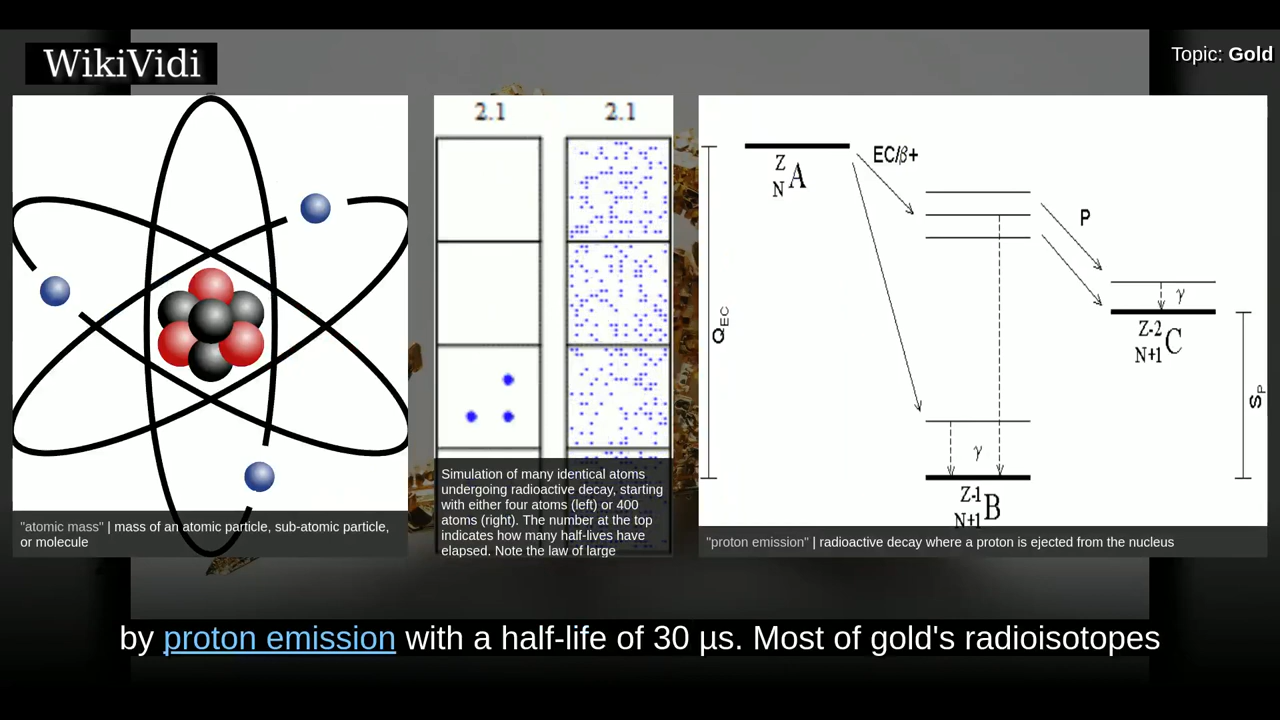 WikiVidi
Topic: Gold
2.1
2.1
Z
N A
EC/β+
P
γ
Z-2
N+1 C
Q EC
S P
γ
Z-1
N+1 B
"atomic mass" | mass of an atomic particle, sub-atomic particle,
or molecule
Simulation of many identical atoms
undergoing radioactive decay, starting
with either four atoms (left) or 400
atoms (right). The number at the top
indicates how many half-lives have
elapsed. Note the law of large
"proton emission" | radioactive decay where a proton is ejected from the nucleus
by proton emission with a half-life of 30 µs. Most of gold's radioisotopes